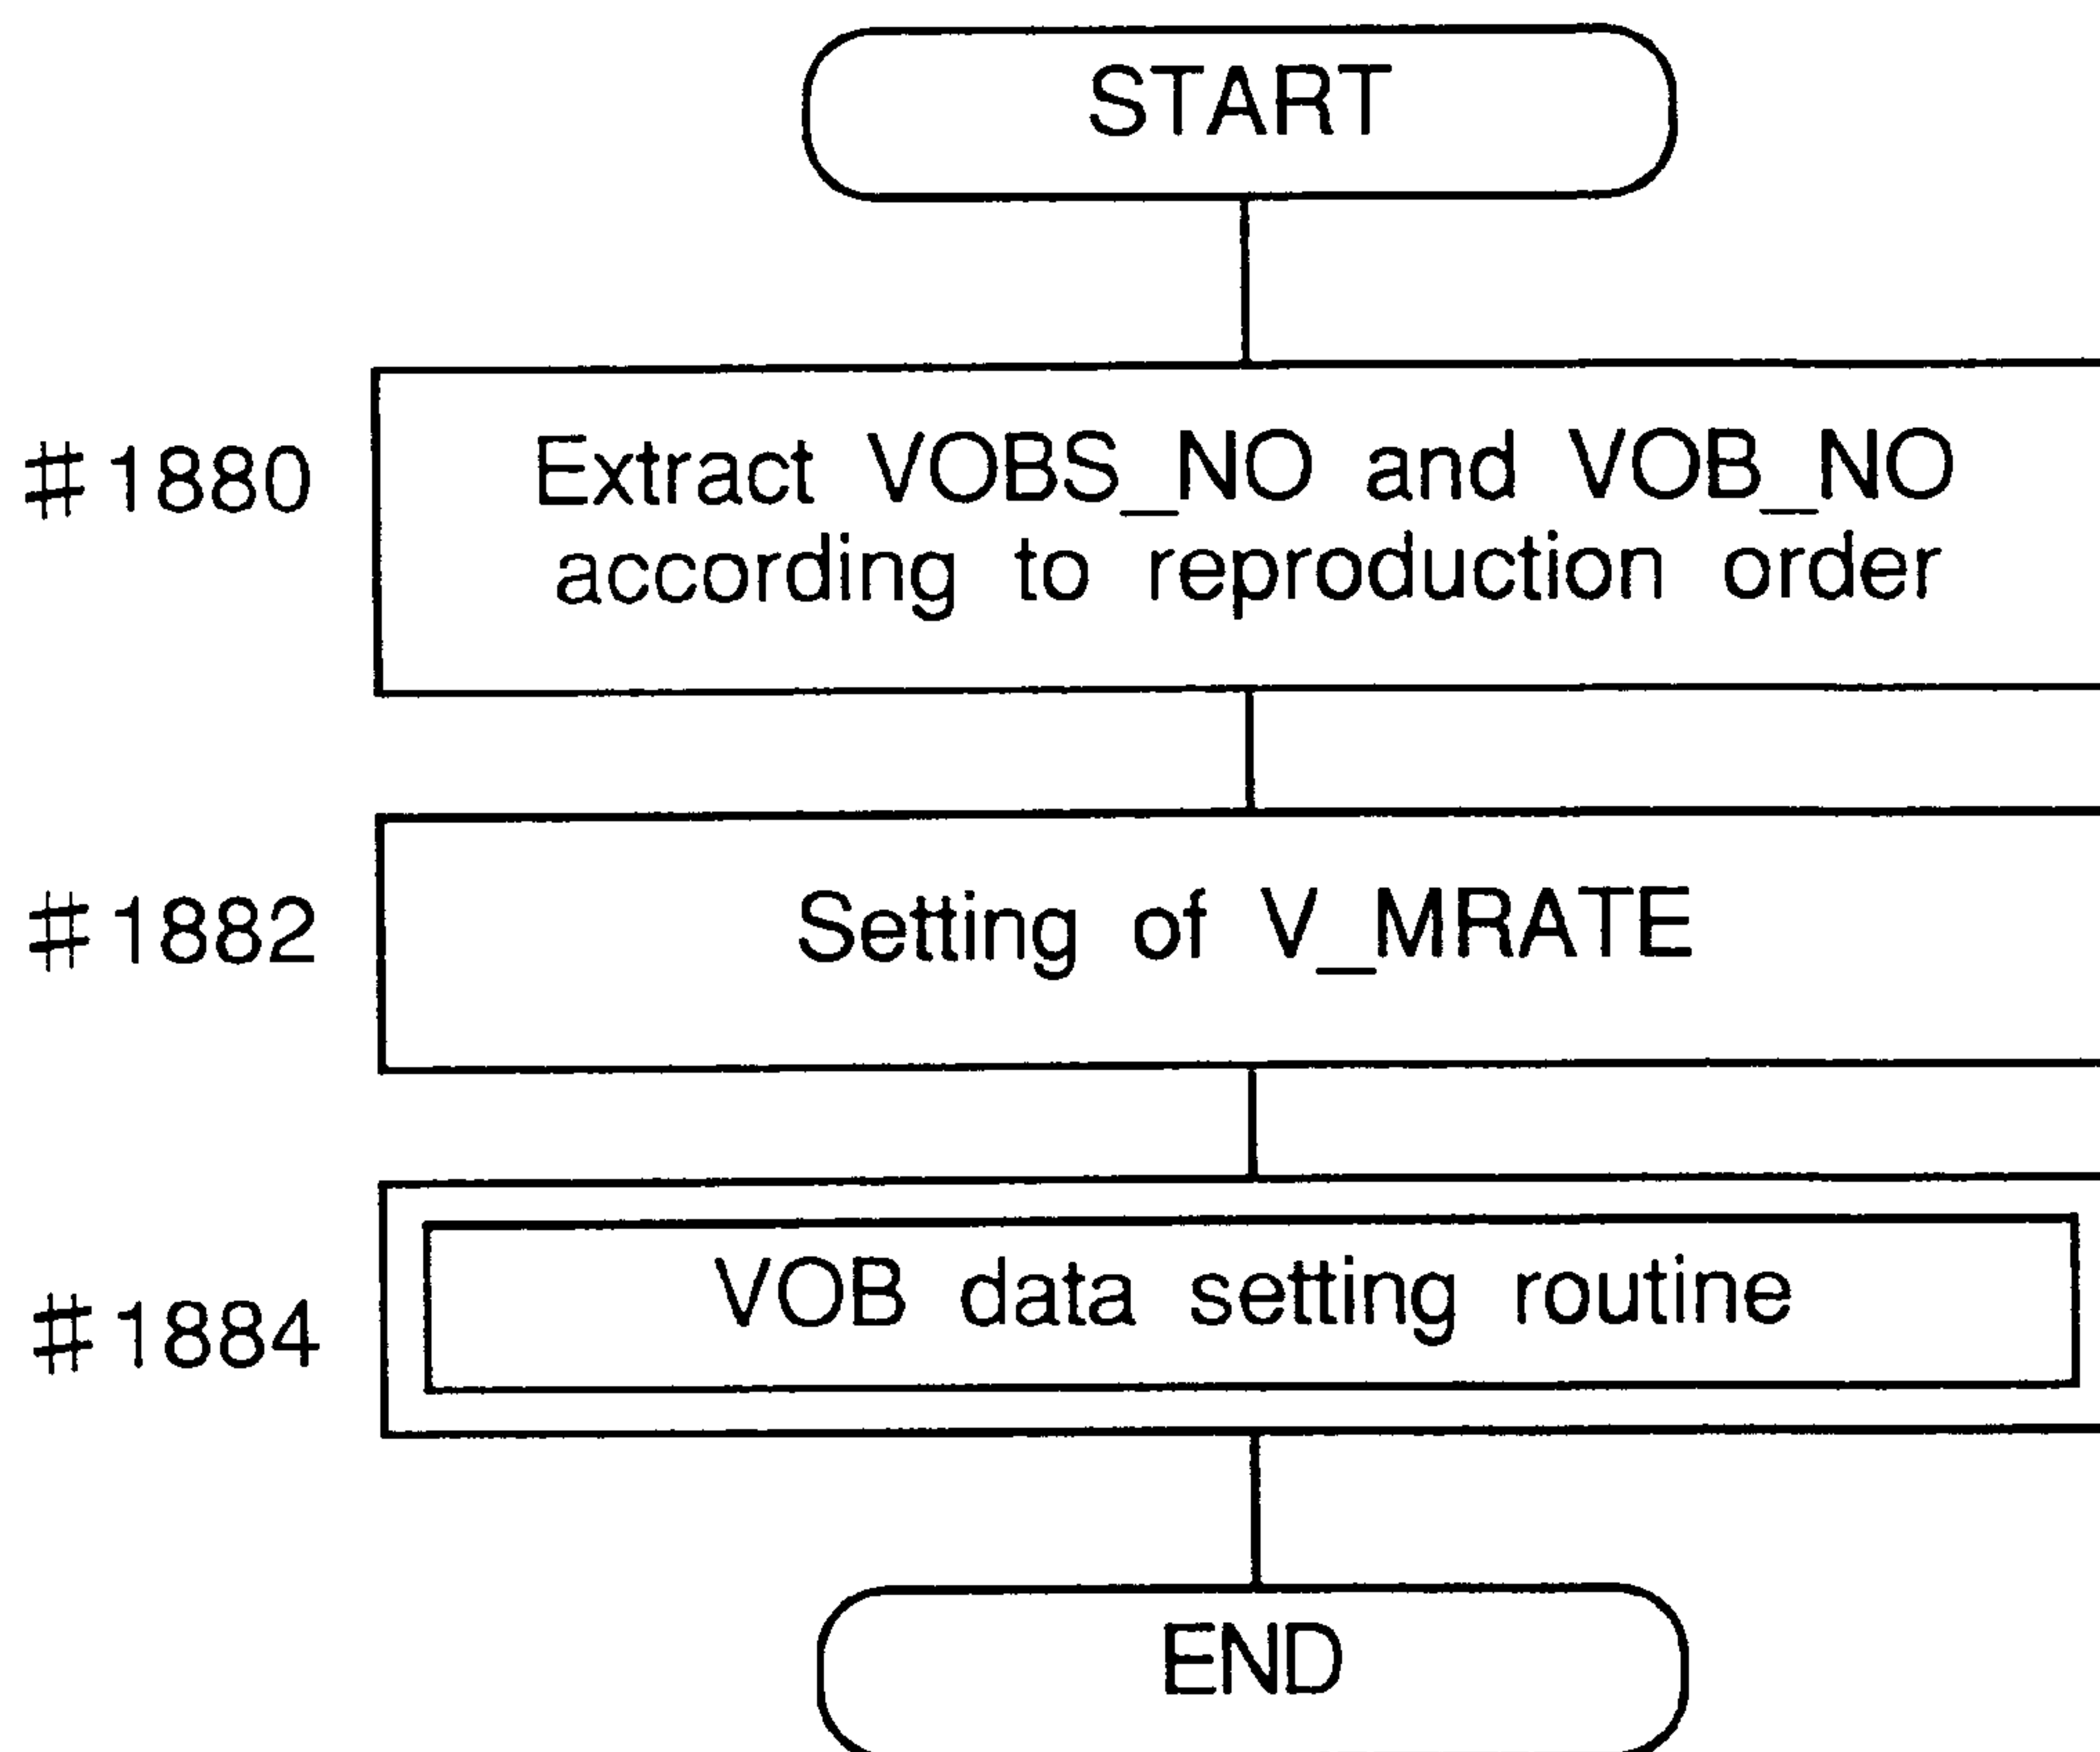 START
#1880
Extract VOBS_NO and VOB_NO
according to reproduction order
#1882
Setting of V_MRATE
#1884
VOB data setting routine
END